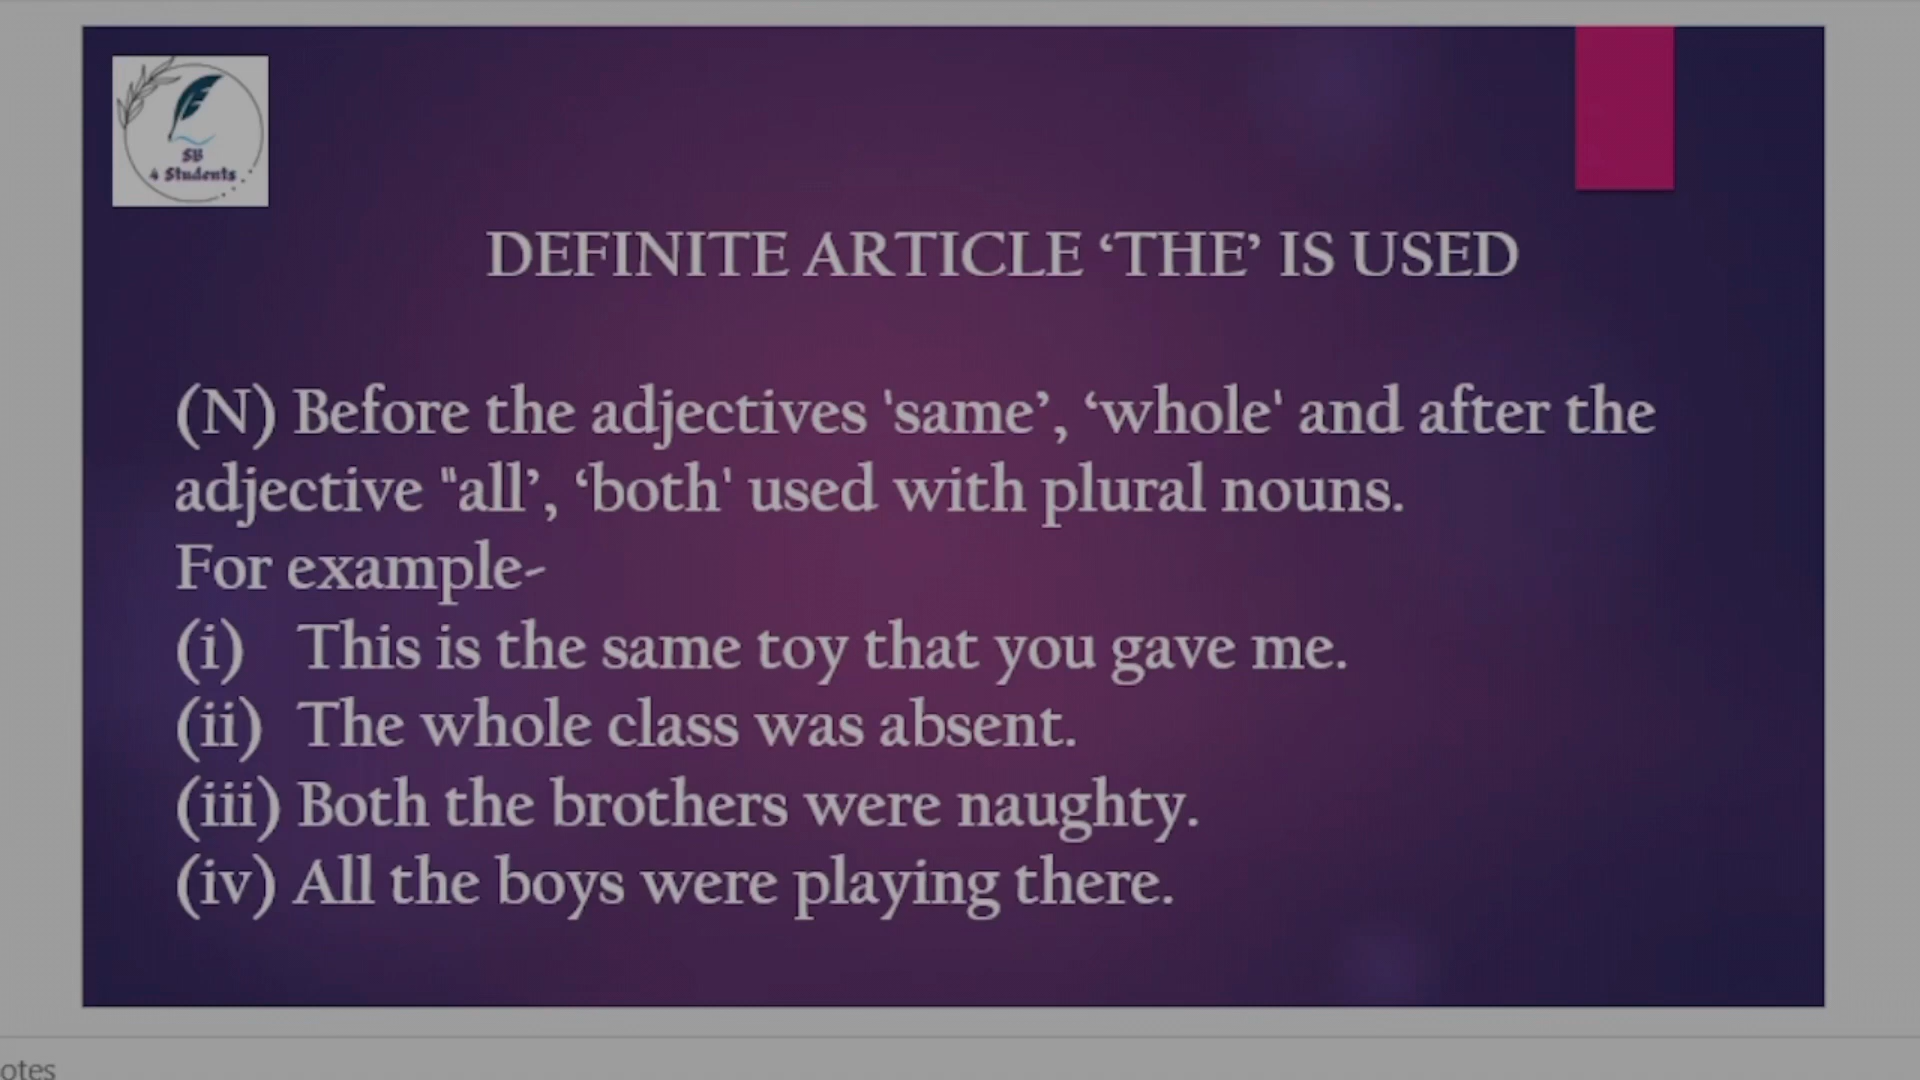 SB
4 Students
DEFINITE ARTICLE ‘THE’ IS USED
(N) Before the adjectives 'same’, ‘whole' and after the
adjective "all’, ‘both' used with plural nouns.
For example-
(i) This is the same toy that you gave me.
(ii) The whole class was absent.
(iii) Both the brothers were naughty.
(iv) All the boys were playing there.
otes